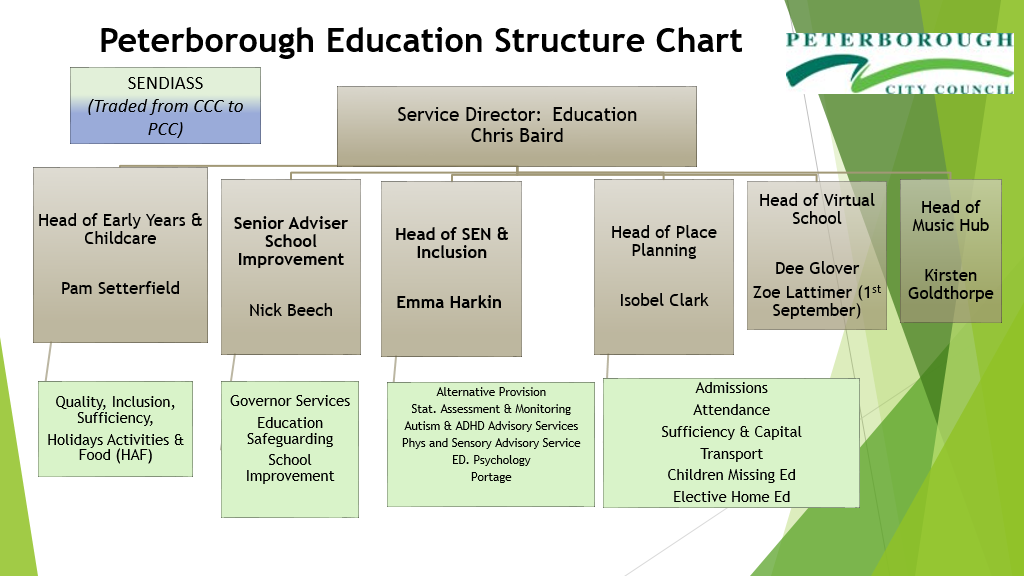 Peterborough Education Structure Chart
PETERBOROUGH
CITY COUNCIL
SENDIASS
(Traded from CCC to
PCC)
Service Director:  Education
Chris Baird
Head of Early Years &
Childcare
Pam Setterfield
Senior Adviser
School
Improvement
Nick Beech
Head of SEN &
Inclusion
Emma Harkin
Head of Place
Planning
Isobel Clark
Head of Virtual
School
Dee Glover
Zoe Lattimer (1st
September)
Head of
Music Hub
Kirsten
Goldthorpe
Quality, Inclusion,
Sufficiency,
Holidays Activities &
Food (HAF)
Governor Services
Education
Safeguarding
School
Improvement
Alternative Provision
Stat. Assessment & Monitoring
Autism & ADHD Advisory Services
Phys and Sensory Advisory Service
ED. Psychology
Portage
Admissions
Attendance
Sufficiency & Capital
Transport
Children Missing Ed
Elective Home Ed